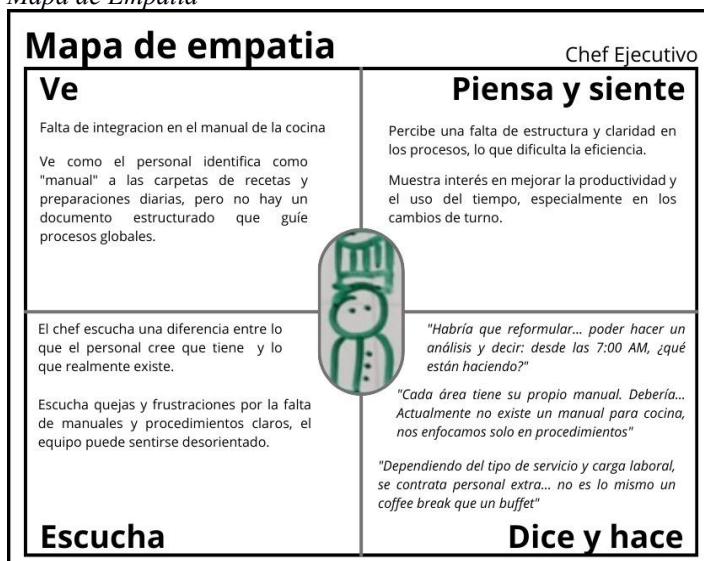 Mapa de Empatía
Mapa de empatia
Chef Ejecutivo
Ve
Falta de integracion en el manual de la cocina
Ve como el personal identifica como
"manual" a las carpetas de recetas y
preparaciones diarias, pero no hay un
documento estructurado que guíe
procesos globales.
Piensa y siente
Percibe una falta de estructura y claridad en
los procesos, lo que dificulta la eficiencia.
Muestra interés en mejorar la productividad y
el uso del tiempo, especialmente en los
cambios de turno.
El chef escucha una diferencia entre lo
que el personal cree que tiene y lo
que realmente existe.
Escucha quejas y frustraciones por la falta
de manuales y procedimientos claros, el
equipo puede sentirse desorientado.
Escucha
"Habría que reformular... poder hacer un
análisis y decir: desde las 7:00 AM, ¿qué
están haciendo?"
"Cada área tiene su propio manual. Debería...
Actualmente no existe un manual para cocina,
nos enfocamos solo en procedimientos"
"Dependiendo del tipo de servicio y carga laboral,
se contrata personal extra... no es lo mismo un
coffee break que un buffet"
Dice y hace